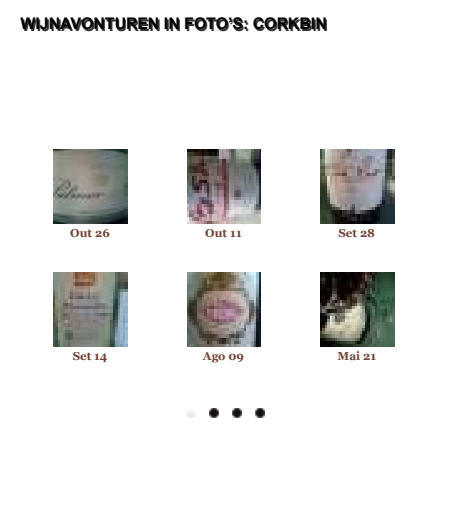 WIJNAVONTUREN IN FOTO'S: CORKBIN
Out 26
Out 11
Set 28
Set 14
Ago 09
Mai 21